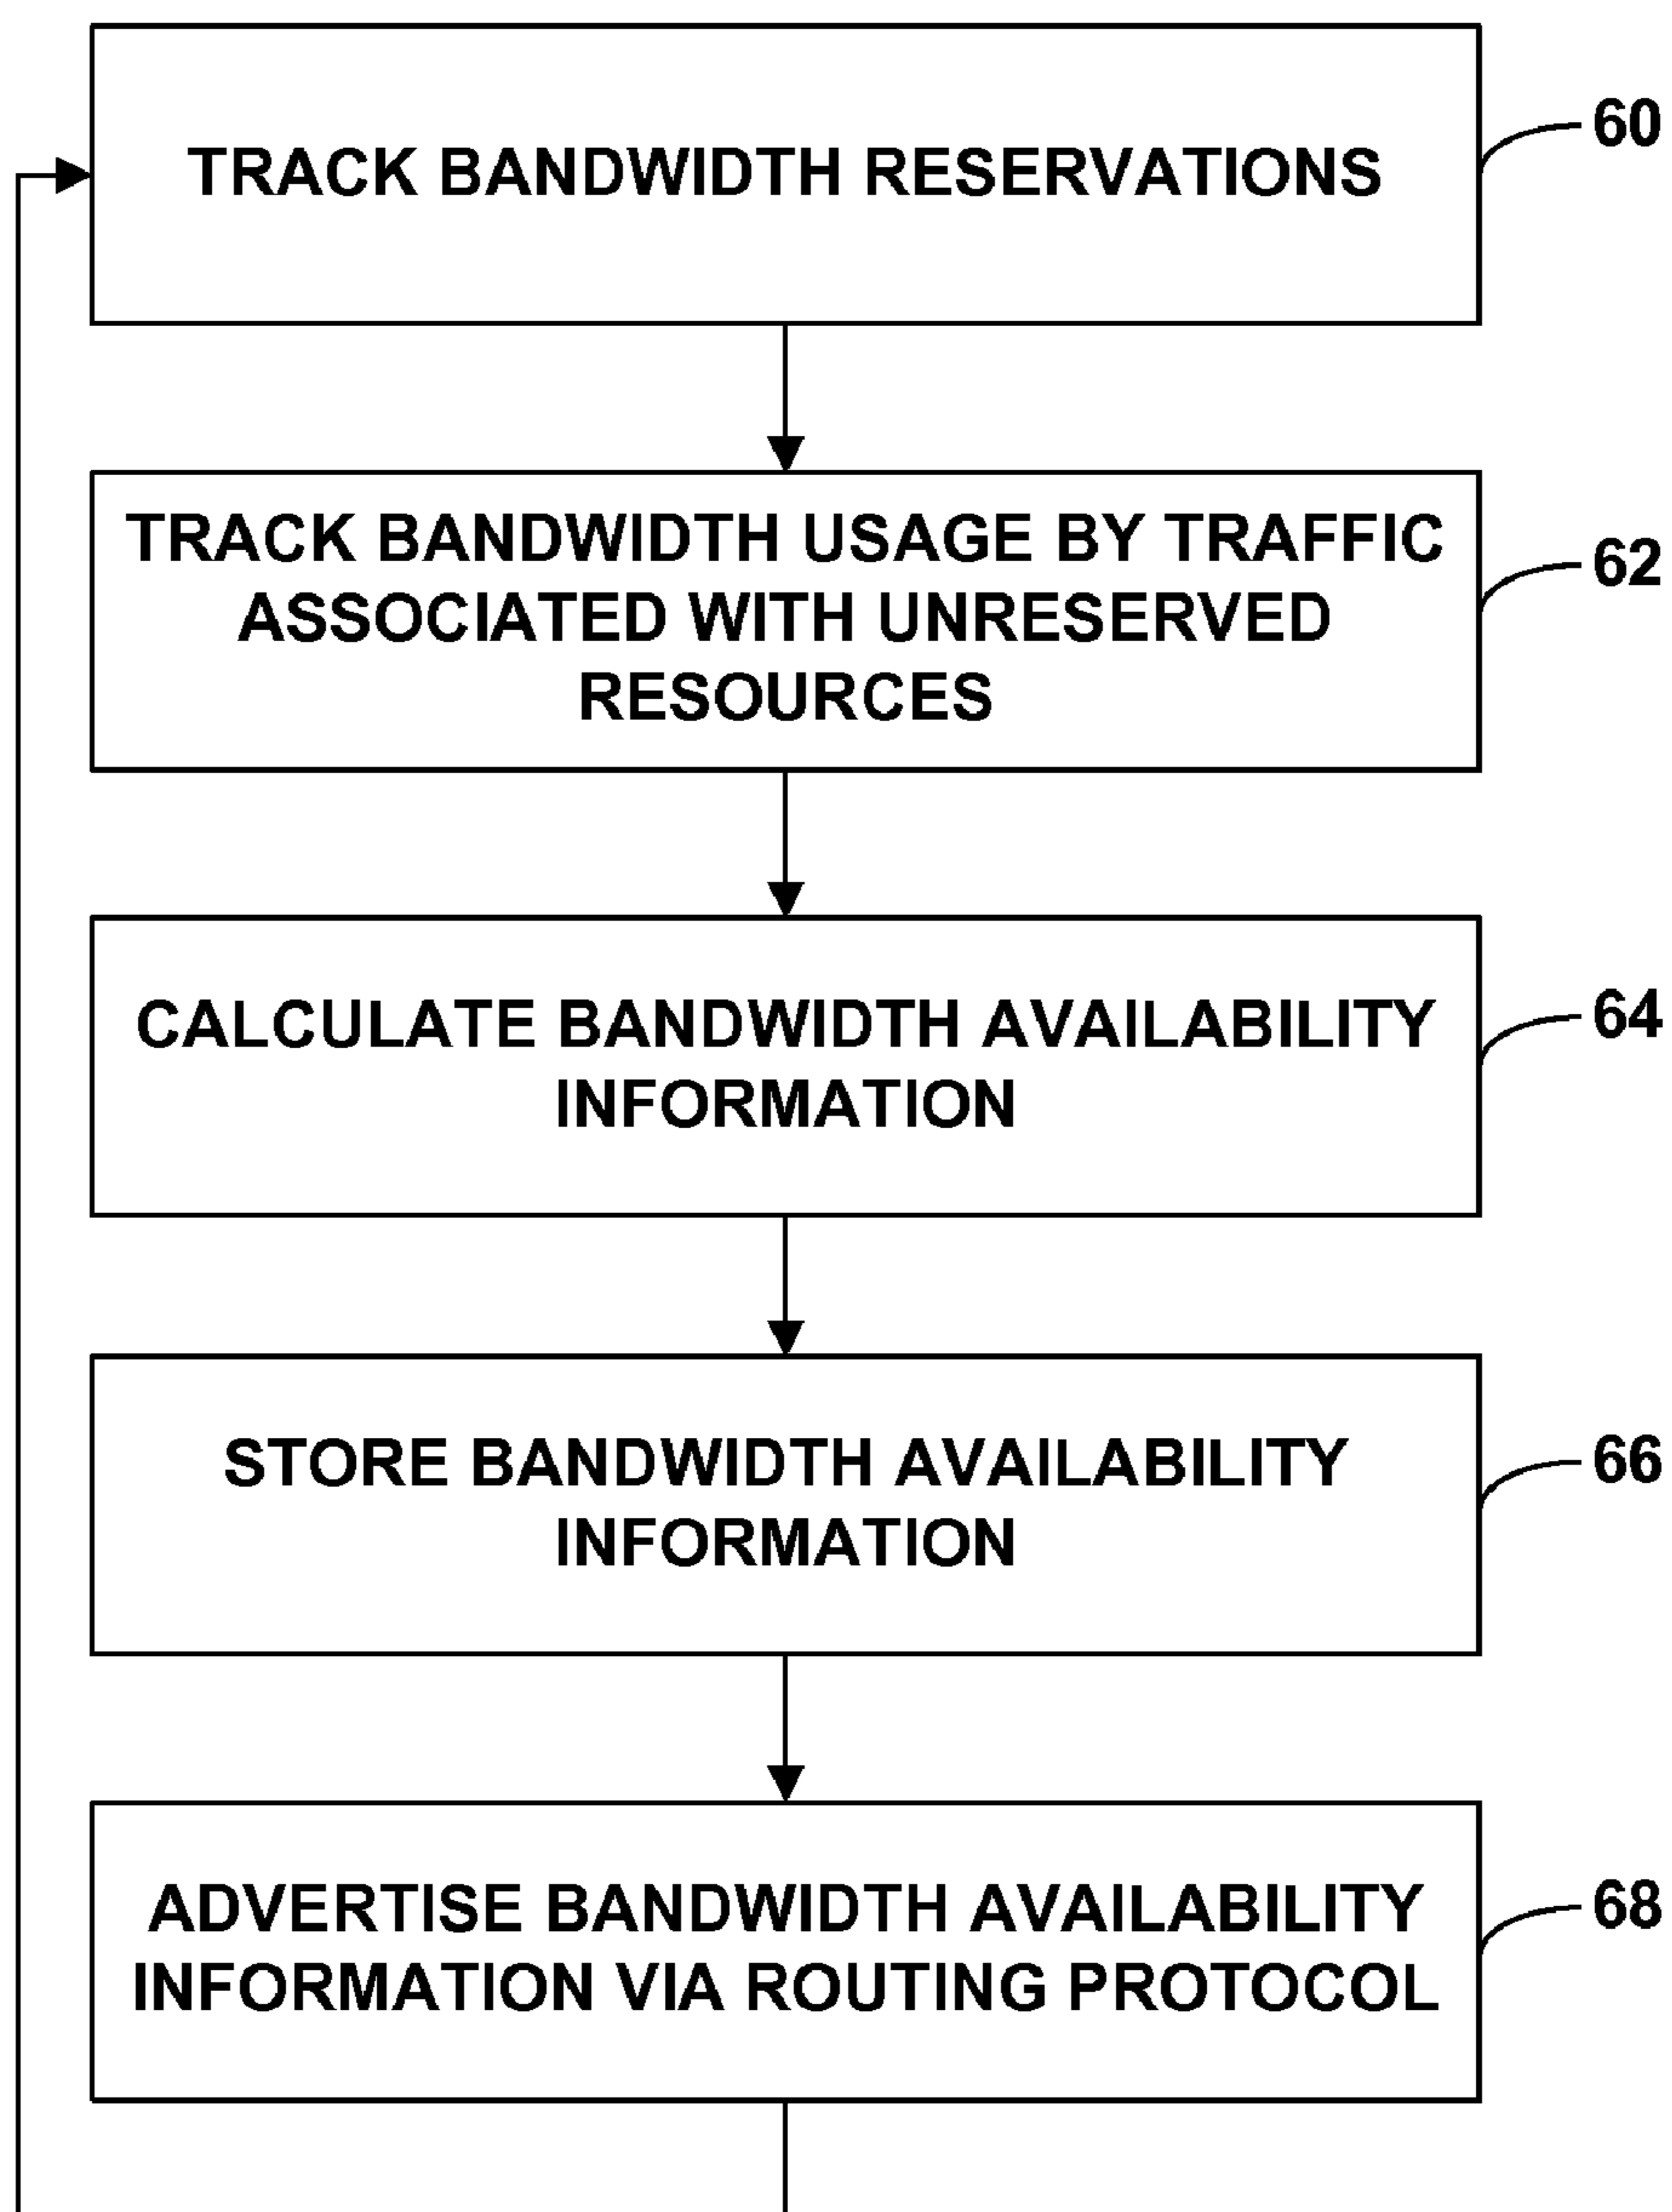 TRACK BANDWIDTH RESERVATIONS
60
TRACK BANDWIDTH USAGE BY TRAFFIC
ASSOCIATED WITH UNRESERVED
RESOURCES
62
CALCULATE BANDWIDTH AVAILABILITY
INFORMATION
64
STORE BANDWIDTH AVAILABILITY
INFORMATION
66
ADVERTISE BANDWIDTH AVAILABILITY
INFORMATION VIA ROUTING PROTOCOL
68